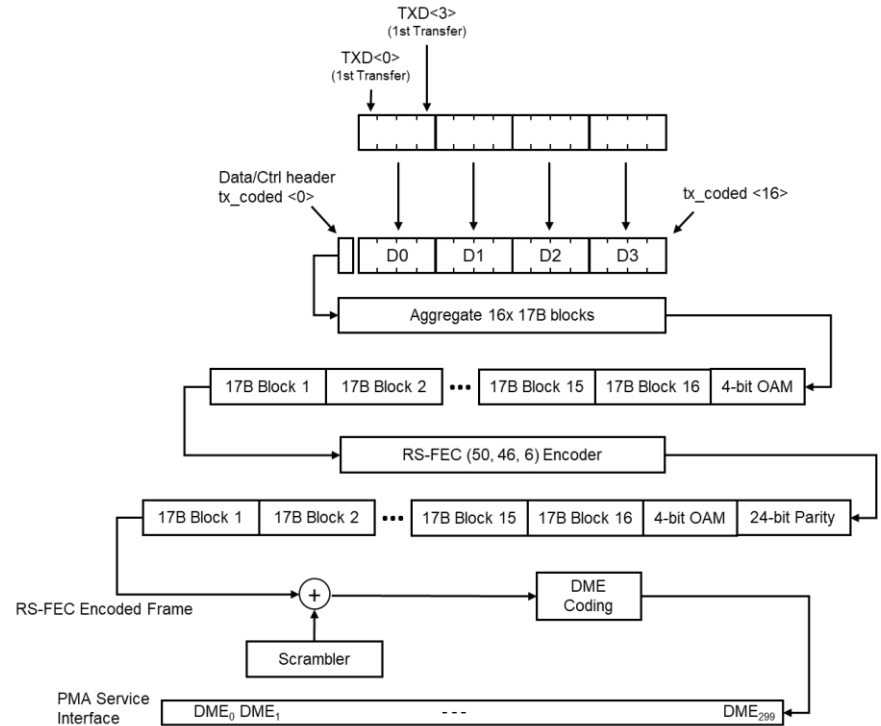 TXD<3>
(1st Transfer)
TXD<0>
(1st Transfer)
Data/Ctrl header
tx_coded <0>
tx_coded <16>
D0 D1 D2 D3
Aggregate 16x 17B blocks
17B Block 1 17B Block 2 ••• 17B Block 15 17B Block 16 4-bit OAM
RS-FEC (50, 46, 6) Encoder
17B Block 1 17B Block 2 ••• 17B Block 15 17B Block 16 4-bit OAM 24-bit Parity
RS-FEC Encoded Frame
+
DME
Coding
Scrambler
PMA Service
Interface
DME₀ DME₁ - - - DME₂₉₉